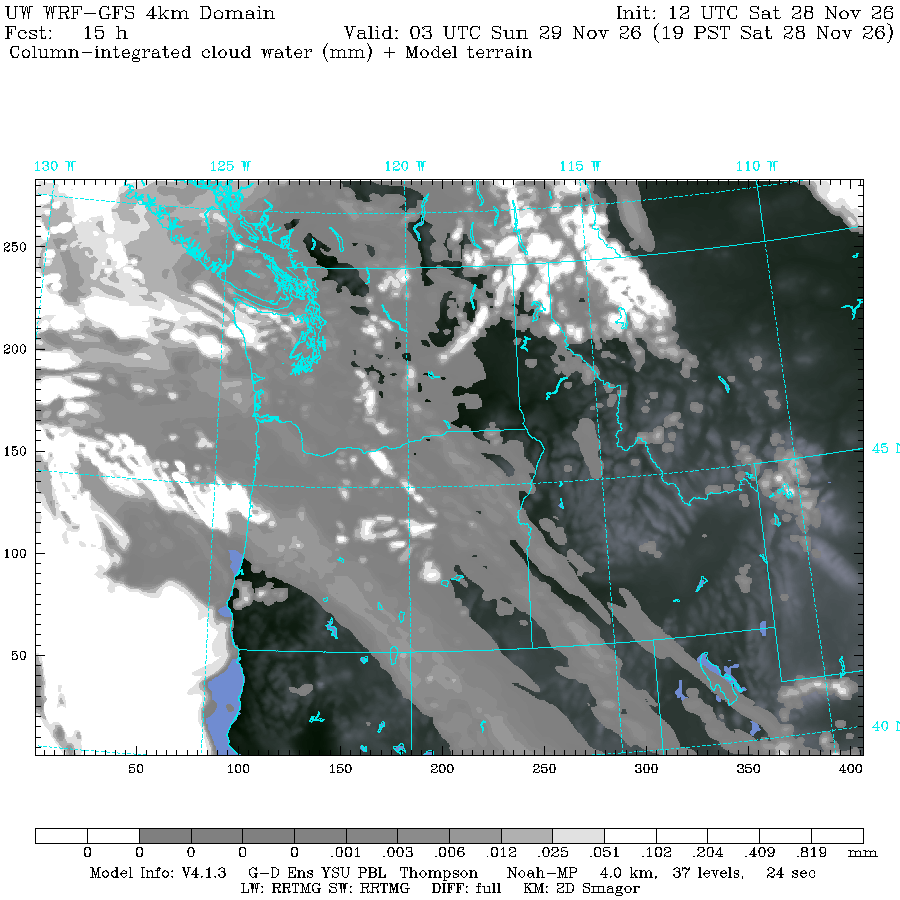 UW WRF-GFS 4km Domain Init: 12 UTC Sat 28 Nov 26
Fcst: 15 h Valid: 03 UTC Sun 29 Nov 26 (19 PST Sat 28 Nov 26)
Column-integrated cloud water (mm) + Model terrain
130 W 125 W 120 W 115 W 110 W
250
200
150
100
50
45 N
40 N
50 100 150 200 250 300 350 400
0 0 0 0 0 .001 .003 .006 .012 .025 .051 .102 .204 .409 .819 mm
Model Info: V4.1.3 G-D Ens YSU PBL Thompson Noah-MP 4.0 km, 37 levels, 24 sec
LW: RRTMG SW: RRTMG DIFF: full KM: 2D Smagor